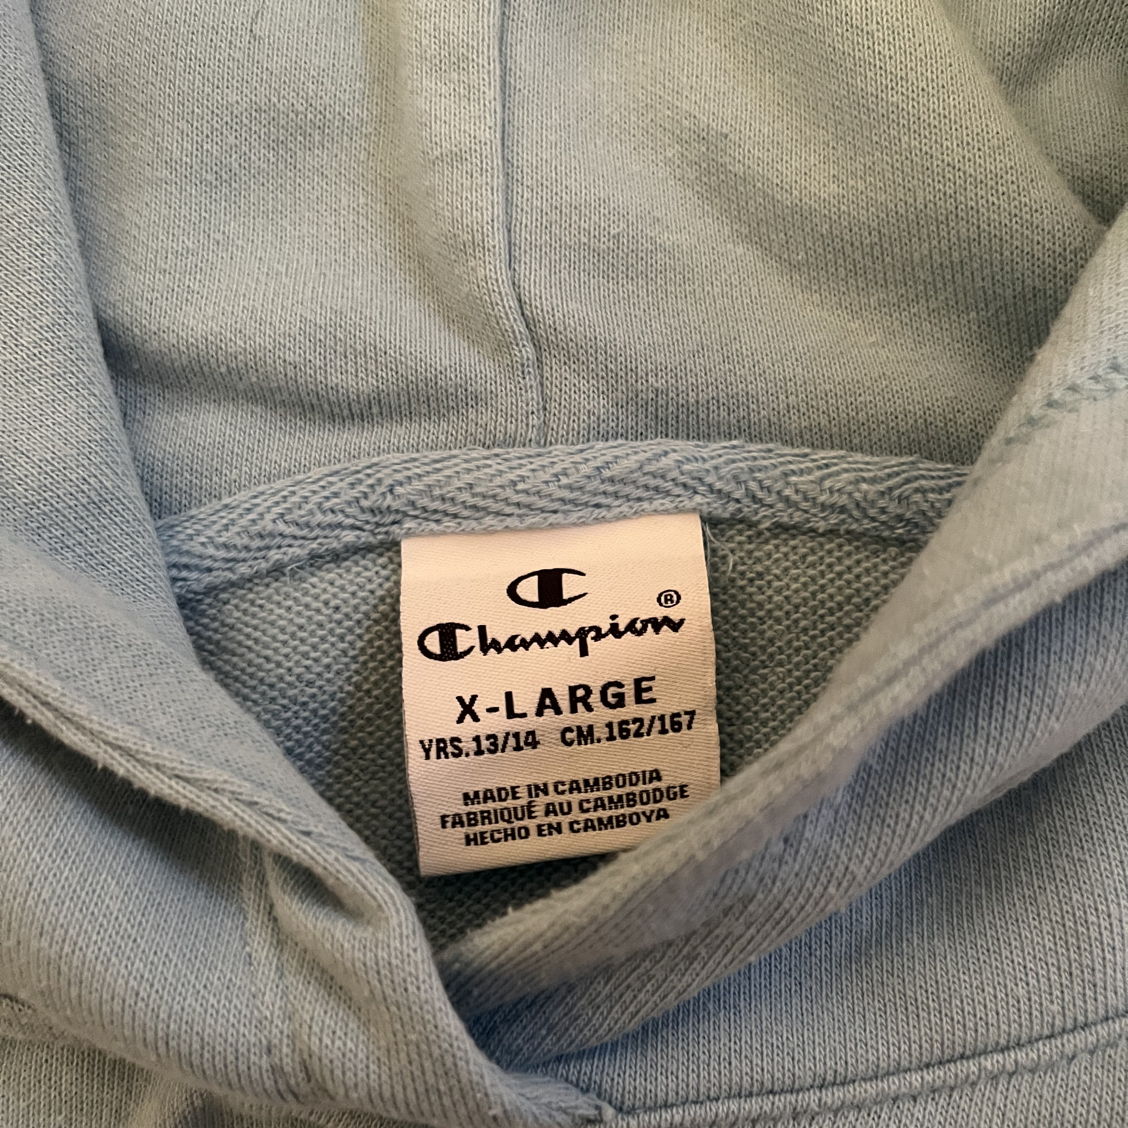 C
Champion®
X-LARGE
YRS.13/14 CM.162/167
MADE IN CAMBODIA
FABRIQUÉ AU CAMBODGE
HECHO EN CAMBOYA